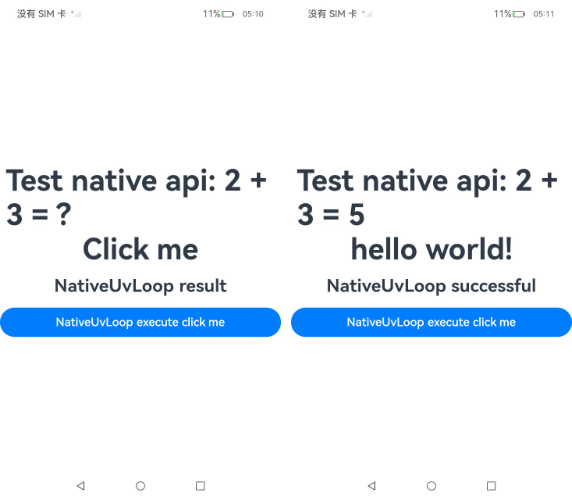 没有 SIM 卡
11%
05:10
Test native api: 2 +
3 = ?
Click me
NativeUvLoop result
NativeUvLoop execute click me
没有 SIM 卡
11%
05:11
Test native api: 2 +
3 = 5
hello world!
NativeUvLoop successful
NativeUvLoop execute click me